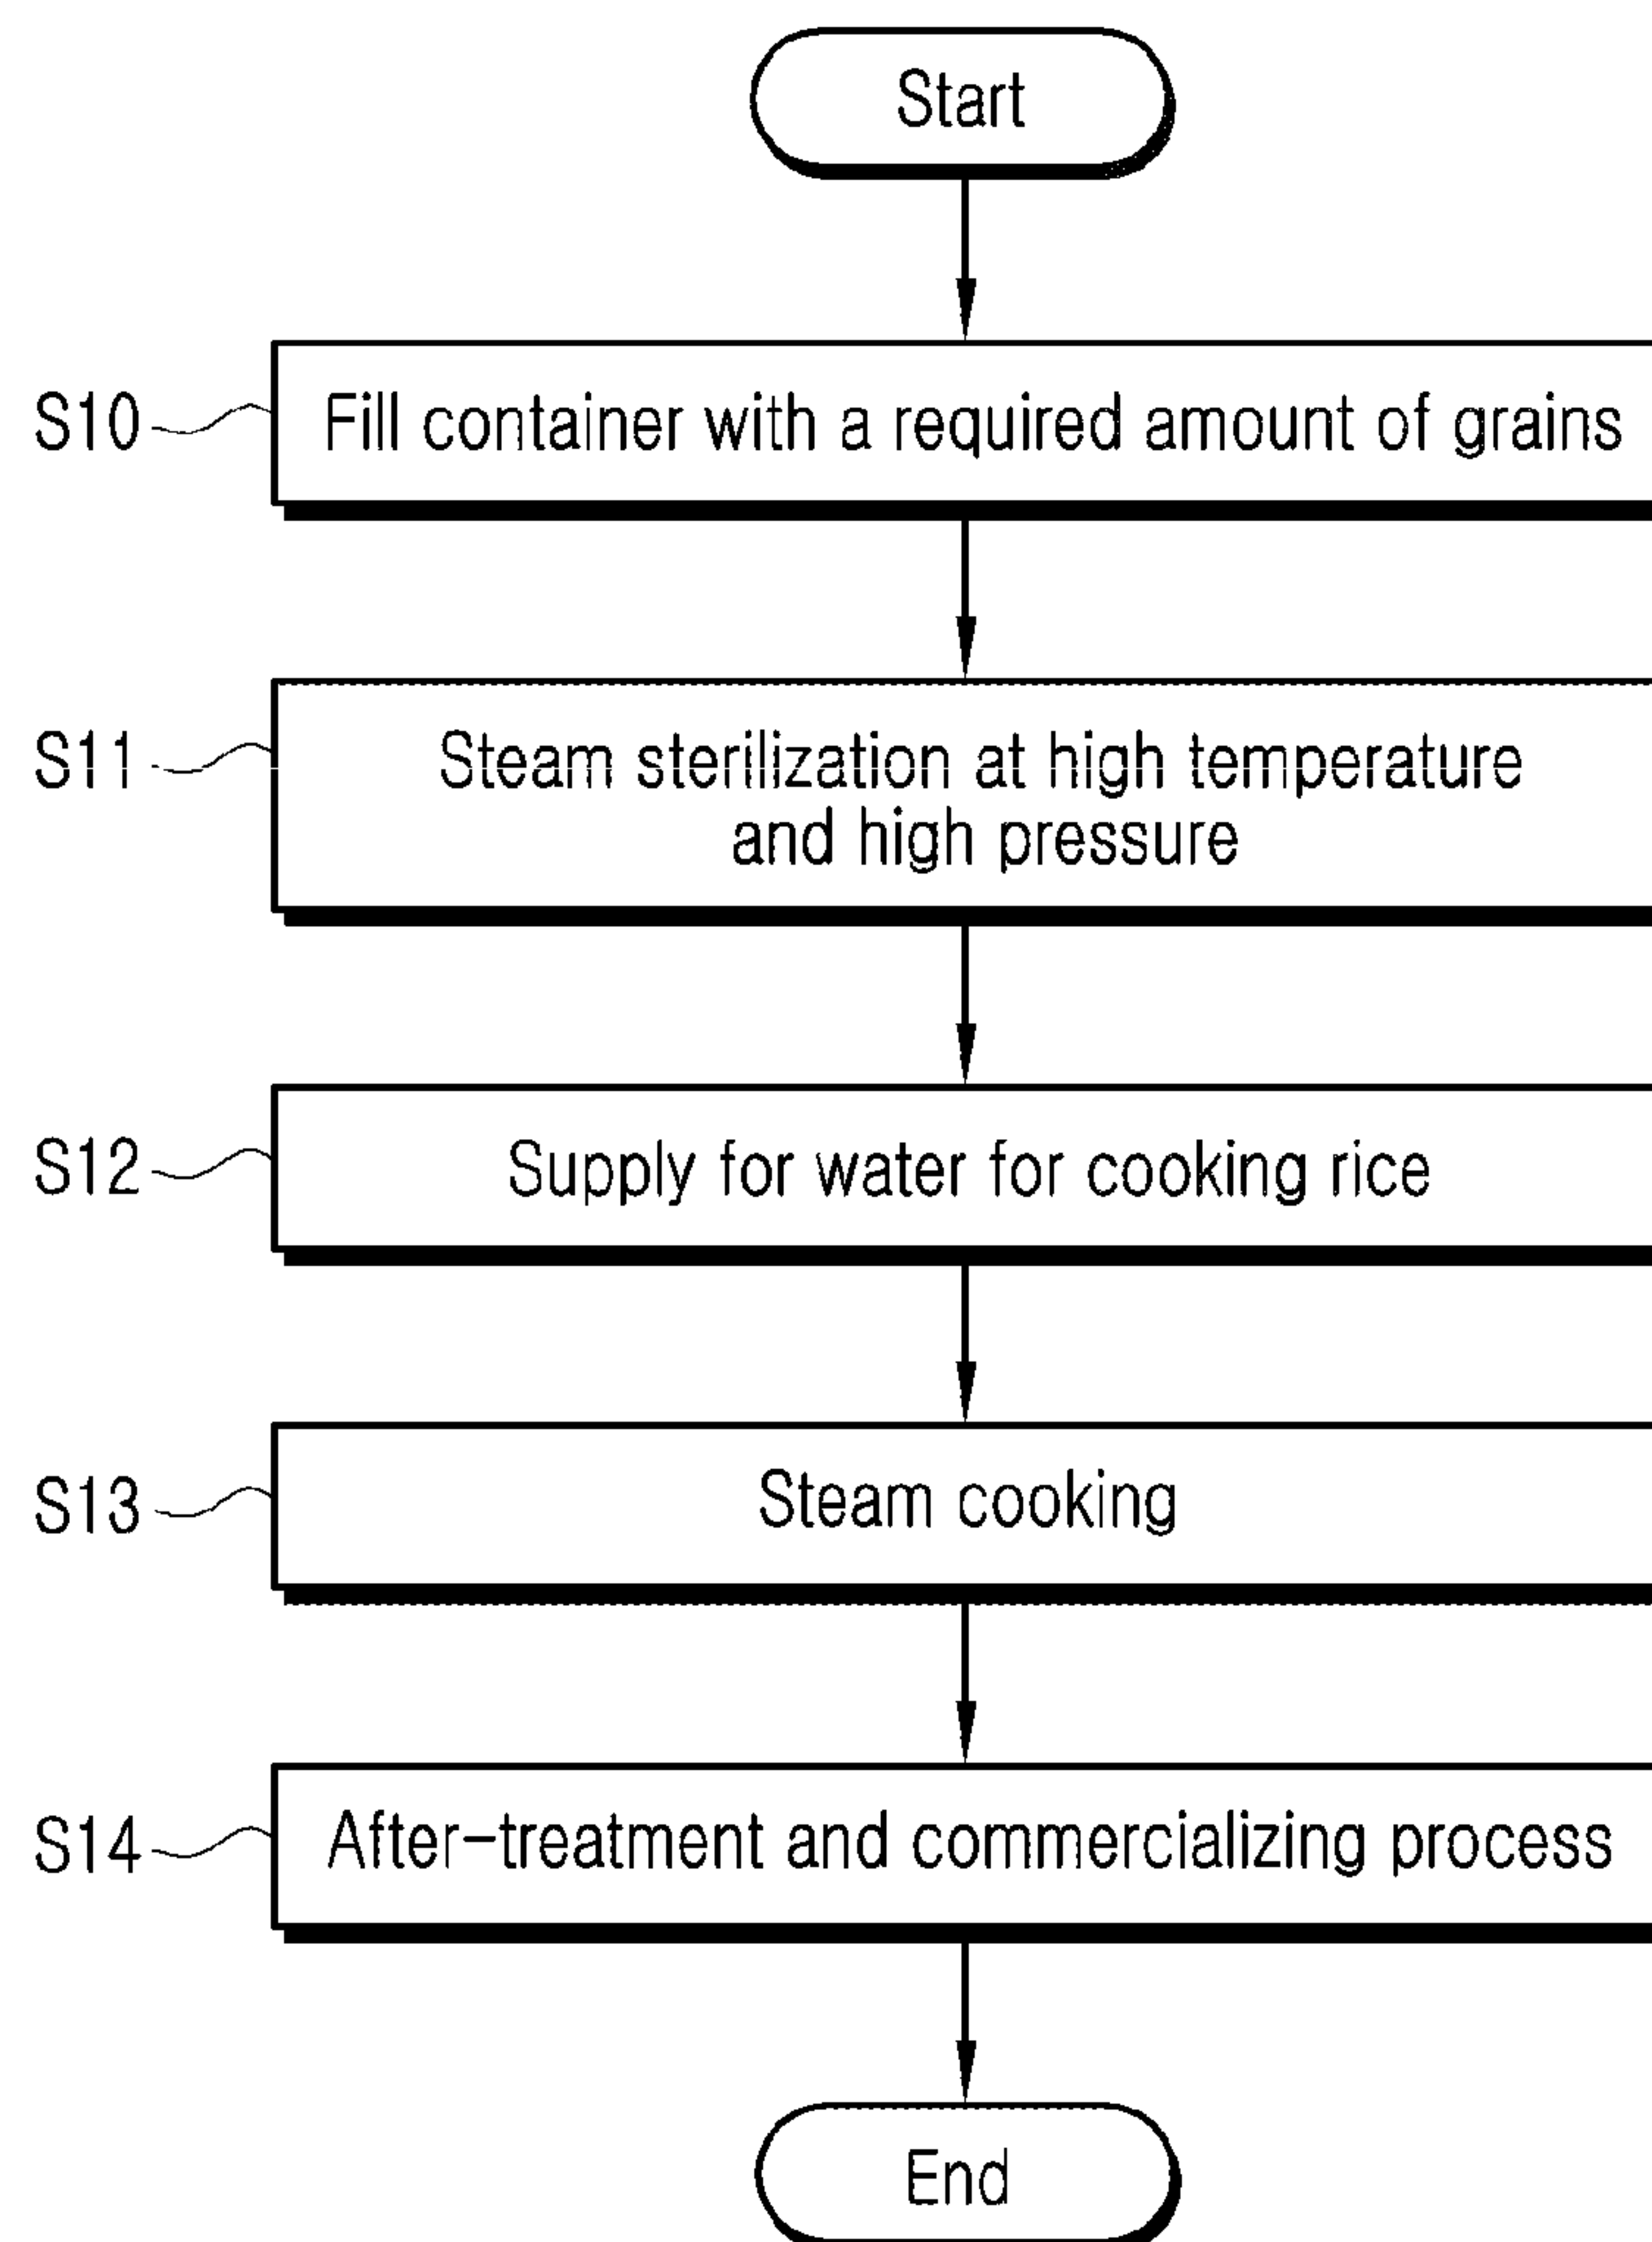 Start
S10 Fill container with a required amount of grains
S11 Steam sterilization at high temperature
and high pressure
S12 Supply for water for cooking rice
S13 Steam cooking
S14 After-treatment and commercializing process
End